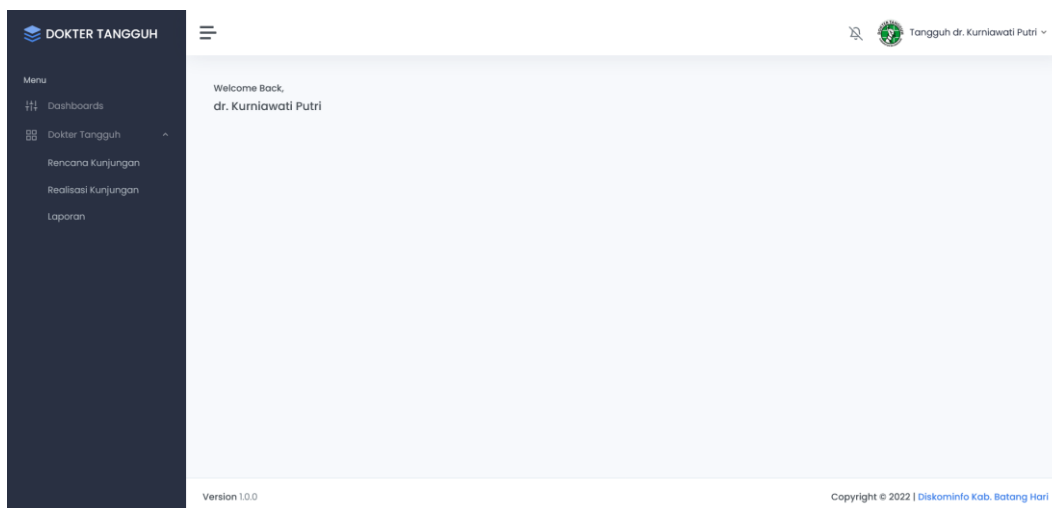 DOKTER TANGGUH
Tangguh dr. Kurniawati Putri
Menu
Dashboards
Dokter Tangguh
Rencana Kunjungan
Realisasi Kunjungan
Laporan
Welcome Back,
dr. Kurniawati Putri
Version 1.0.0
Copyright © 2022 | Diskominfo Kab. Batang Hari